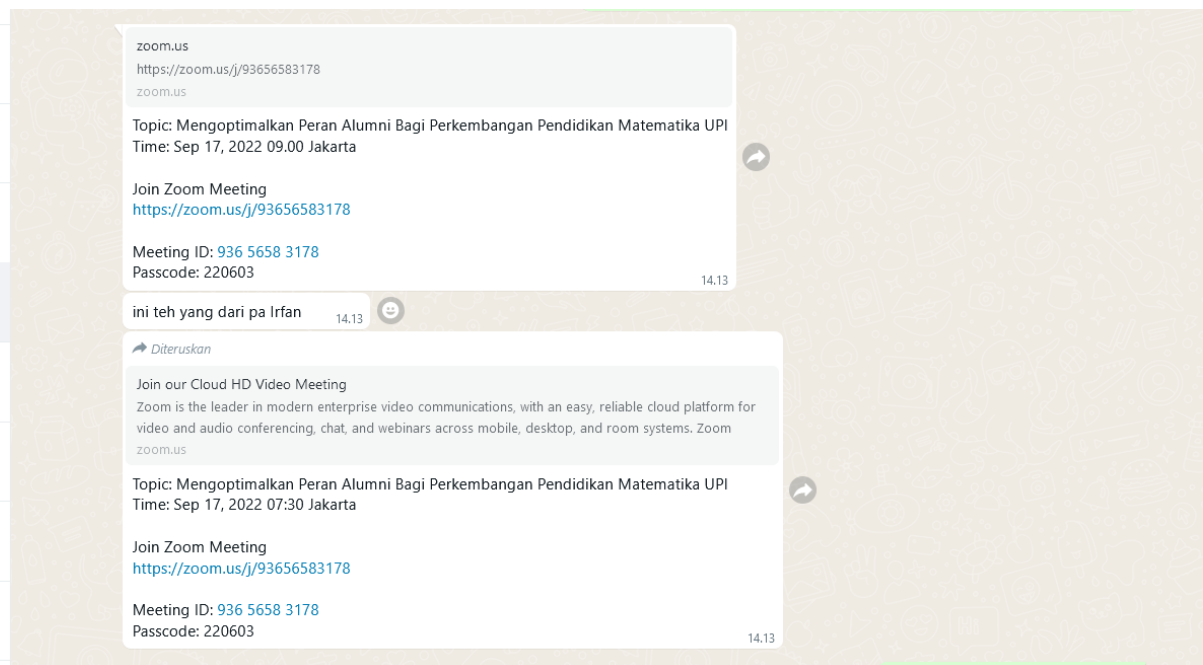 zoom.us
https://zoom.us/j/93656583178
zoom.us
Topic: Mengoptimalkan Peran Alumni Bagi Perkembangan Pendidikan Matematika UPI
Time: Sep 17, 2022 09.00 Jakarta
Join Zoom Meeting
https://zoom.us/j/93656583178
Meeting ID: 936 5658 3178
Passcode: 220603
14.13
ini teh yang dari pa Irfan
14.13
Diteruskan
Join our Cloud HD Video Meeting
Zoom is the leader in modern enterprise video communications, with an easy, reliable cloud platform for
video and audio conferencing, chat, and webinars across mobile, desktop, and room systems. Zoom
zoom.us
Topic: Mengoptimalkan Peran Alumni Bagi Perkembangan Pendidikan Matematika UPI
Time: Sep 17, 2022 07:30 Jakarta
Join Zoom Meeting
https://zoom.us/j/93656583178
Meeting ID: 936 5658 3178
Passcode: 220603
14.13